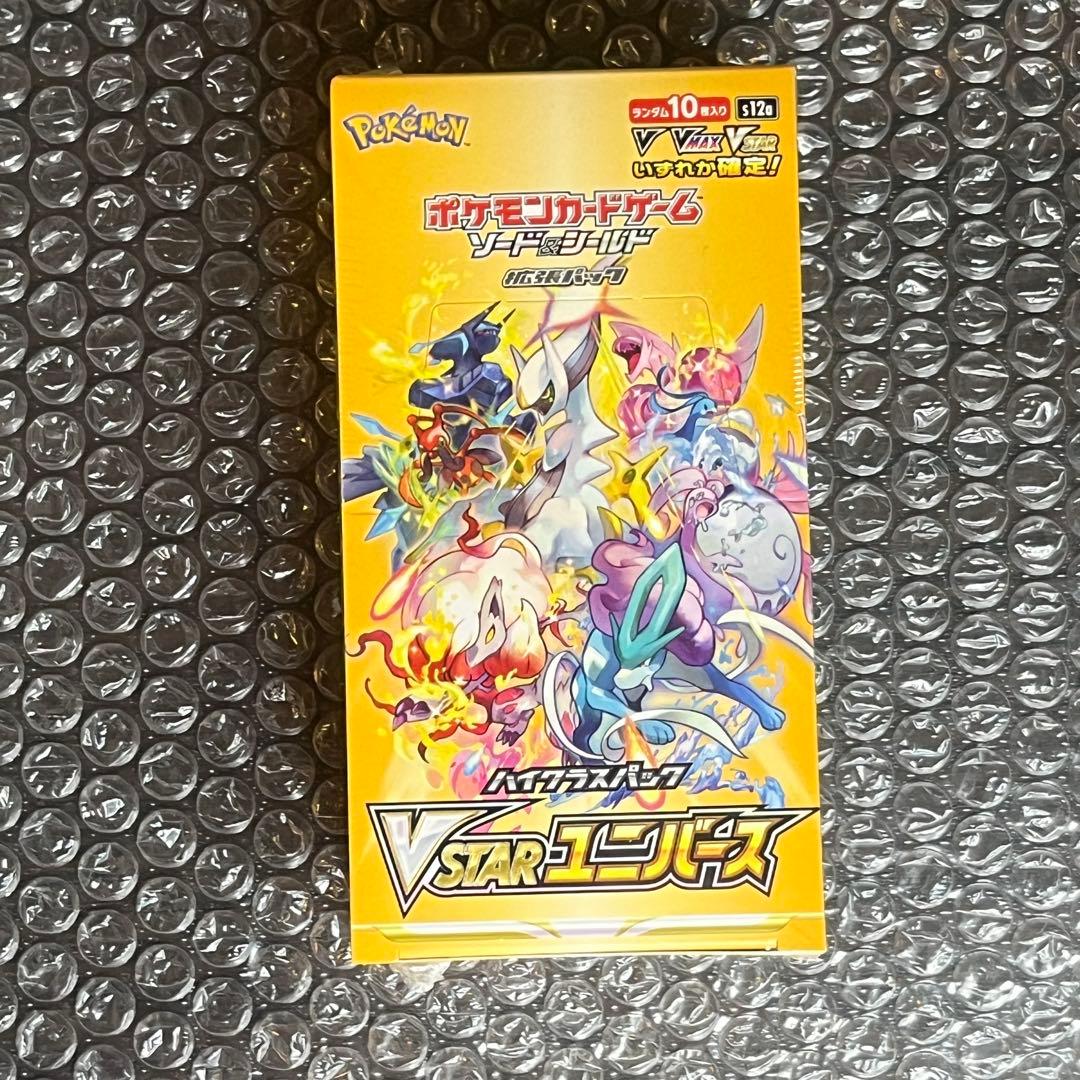 POKÉMON
ランダム10枚入り s12a
V VMAX VSTAR
いずれか確定！
ポケモンカードゲーム
ソード&シールド
拡張パック
ハイクラスパック
VSTARユニバース